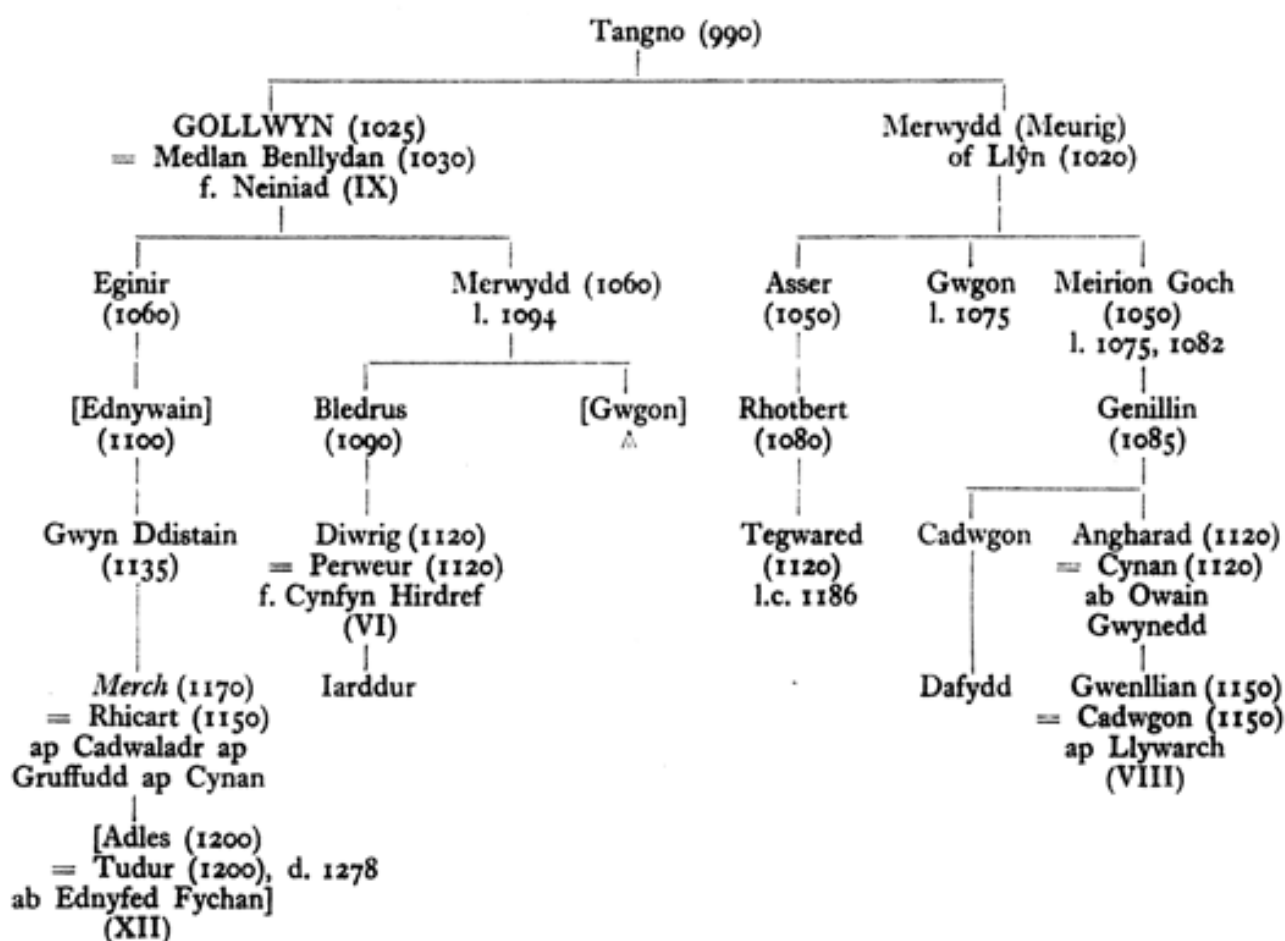 Tangno (990)
GOLLWYN (1025)
= Medlan Benllydan (1030)
f. Neiniad (IX)
Merwydd (Meurig)
of Llŷn (1020)
Eginir
(1060)
Merwydd (1060)
l. 1094
Asser
(1050)
Gwgon
l. 1075
Meirion Goch
(1050)
l. 1075, 1082
[Ednywain]
(1100)
Bledrus
(1090)
[Gwgon]
Rhotbert
(1080)
Genillin
(1085)
Gwyn Ddistain
(1135)
Diwrig (1120)
= Perweur (1120)
f. Cynfyn Hirdref
(VI)
Tegwared
(1120)
l.c. 1186
Cadwgon
Angharad (1120)
= Cynan (1120)
ab Owain
Gwynedd
Merch (1170)
= Rhicart (1150)
ap Cadwaladr ap
Gruffudd ap Cynan
Iarddur
Dafydd
Gwenllian (1150)
= Cadwgon (1150)
ap Llywarch
(VIII)
[Adles (1200)
= Tudur (1200), d. 1278
ab Ednyfed Fychan]
(XII)